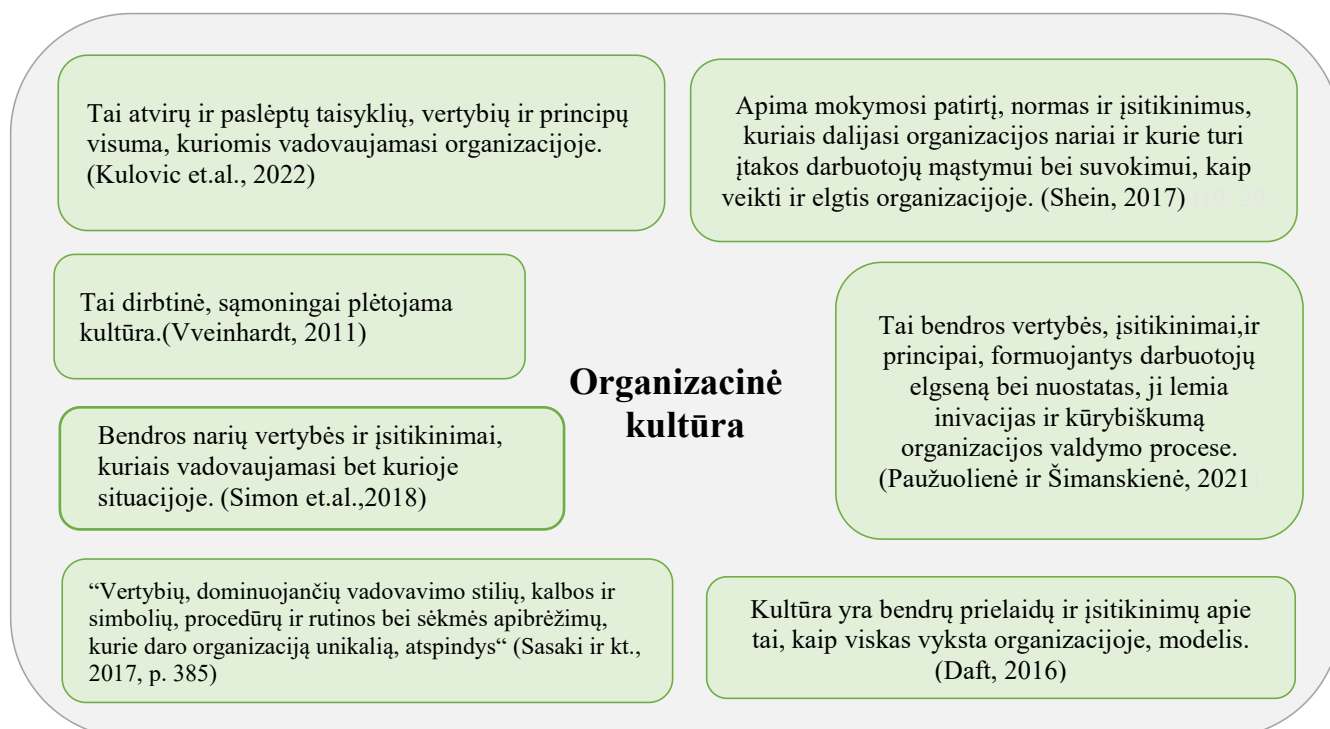 Tai atvirų ir paslėptų taisyklių, vertybių ir principų
visuma, kuriomis vadovaujamasi organizacijoje.
(Kulovic et.al., 2022)
Apima mokymosi patirtį, normas ir įsitikinimus,
kuriais dalijasi organizacijos nariai ir kurie turi
įtakos darbuotojų mąstymui bei suvokimui, kaip
veikti ir elgtis organizacijoje. (Shein, 2017)
Tai dirbtinė, sąmoningai plėtojama
kultūra.(Vveinhardt, 2011)
Tai bendros vertybės, įsitikinimai,ir
principai, formuojantys darbuotojų
elgseną bei nuostatas, ji lemia
inivacijas ir kūrybiškumą
organizacijos valdymo procese.
(Paužuolienė ir Šimanskienė, 2021
Organizacinė
kultūra
Bendros narių vertybės ir įsitikinimai,
kuriais vadovaujamasi bet kurioje
situacijoje. (Simon et.al.,2018)
“Vertybių, dominuojančių vadovavimo stilių, kalbos ir
simbolių, procedūrų ir rutinos bei sėkmės apibrėžimų,
kurie daro organizaciją unikalią, atspindys“ (Sasaki ir kt.,
2017, p. 385)
Kultūra yra bendrų prielaidų ir įsitikinimų apie
tai, kaip viskas vyksta organizacijoje, modelis.
(Daft, 2016)